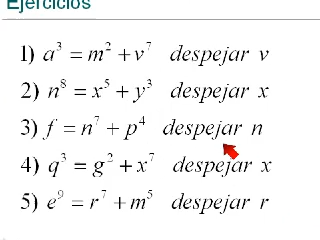 Ejercicios
1) a³ = m² + v⁷ despejar v
2) n⁸ = x⁵ + y³ despejar x
3) f = n⁷ + p⁴ despejar n
4) q³ = g² + x⁷ despejar x
5) e⁹ = r⁷ + m⁵ despejar r